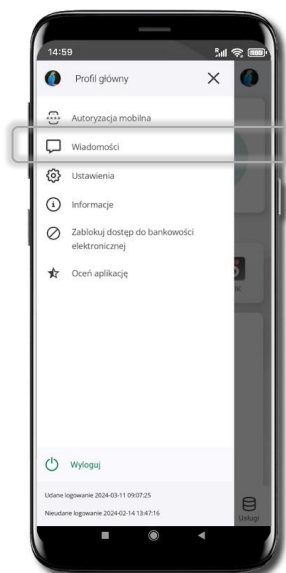 14:59
Profil główny
Autoryzacja mobilna
Wiadomości
Ustawienia
Informacje
Zablokuj dostęp do bankowości
elektronicznej
Oceń aplikację
Wyloguj
Udane logowanie 2024-03-11 09:07:25
Nieudane logowanie 2024-02-14 13:47:16
Usługi